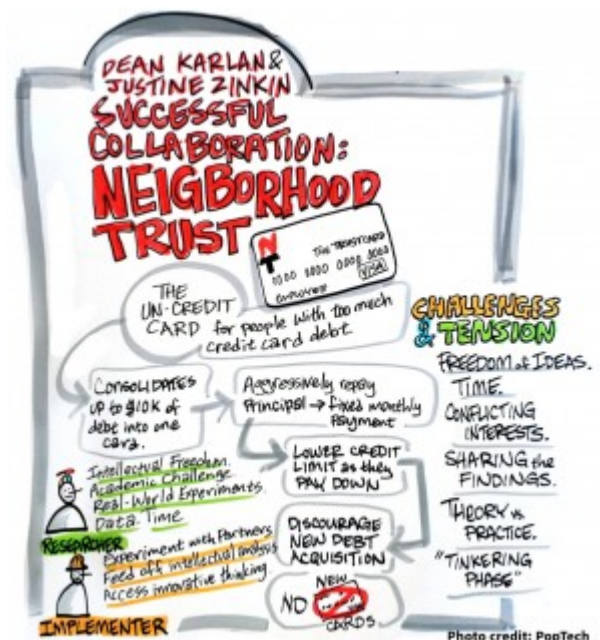 DEAN KARLAN &
JUSTINE ZINKIN
SUCCESSFUL
COLLABORATION:
NEIGBORHOOD
TRUST
N
T
THE TRUST CARD
VISA
THE
UN-CREDIT
CARD
for people with too much
credit card debt.
CONSOLIDATES
up to $10K of
debt into one
card.
Aggressively repay
Principal → fixed monthly
Payment
LOWER CREDIT
LIMIT as they
PAY DOWN
DISCOURAGE
NEW DEBT
ACQUISITION
NO NEW
CARDS
Intellectual Freedom.
Academic Challenge
Real-World Experiments.
Data. Time
RESEARCHER
Experiment with Partners
Feed off intellectual analysis
Access innovative thinking.
IMPLEMENTER
CHALLENGES
& TENSION
FREEDOM of IDEAS.
TIME.
CONFLICTING
INTERESTS.
SHARING the
FINDINGS.
THEORY vs
PRACTICE.
"TINKERING
PHASE"
Photo credit: PopTech